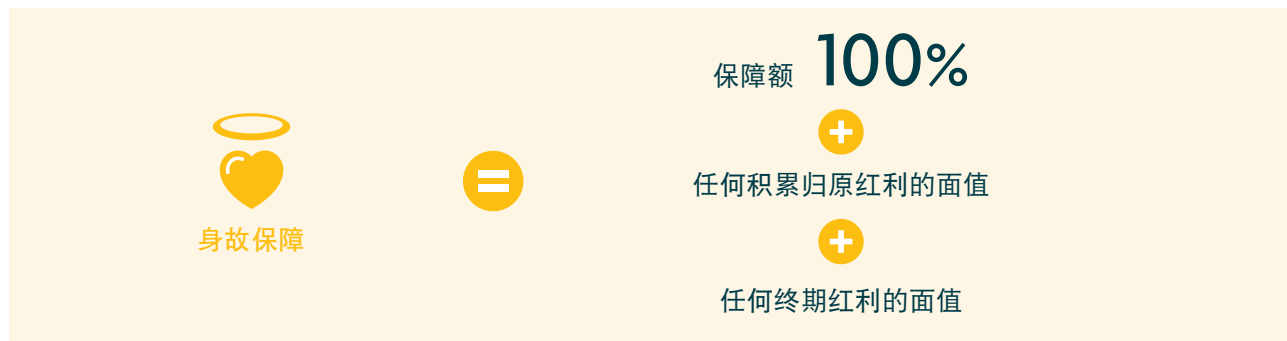 保障额 100%
+
任何积累归原红利的面值
身故保障
=
+
任何终期红利的面值